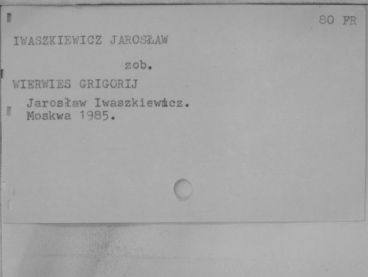 80 FR
IWASZKIEWICZ JAROSŁAW
zob.
WIERWIES GRIGORIJ
Jarosław Iwaszkiewicz.
Moskwa 1985.